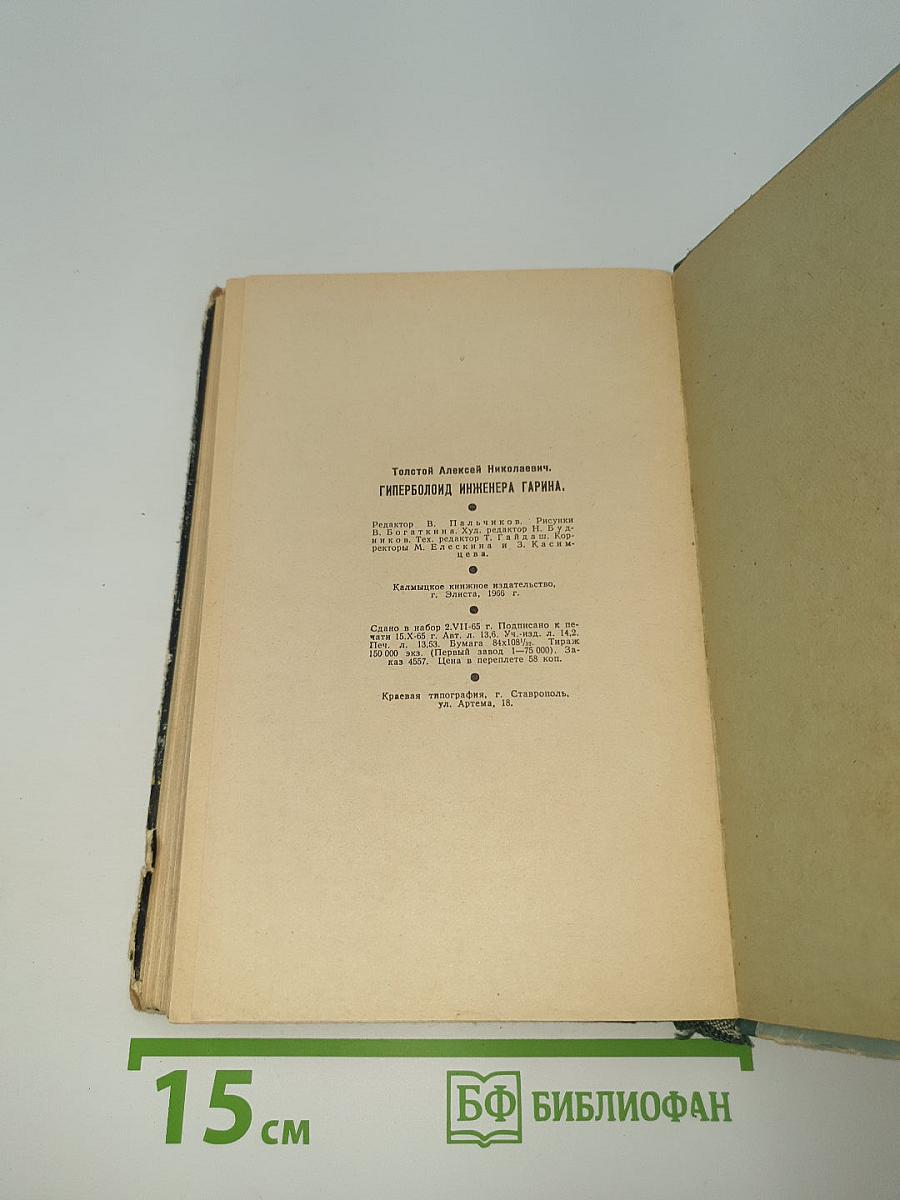 Толстой Алексей Николаевич.
ГИПЕРБОЛОИД ИНЖЕНЕРА ГАРИНА.
Редактор В. Пальчиков. Рисунки
В. Богаткина. Худ. редактор Н. Буд-
ников. Тех. редактор Т. Гайдаш. Кор-
ректоры М. Елескина и З. Касим-
цева.
Калмыцкое книжное издательство,
г. Элиста, 1966 г.
Сдано в набор 2.VII-65 г. Подписано к пе-
чати 15.X-65 г. Авт. л. 13,6. Уч.-изд. л. 14,2.
Печ. л. 13,53. Бумага 84х108¹/₃₂. Тираж
150 000 экз. (Первый завод 1—75 000). За-
каз 4557. Цена в переплете 58 коп.
Краевая типография, г. Ставрополь,
ул. Артема, 18.
15 см
БФ БИБЛИОФАН